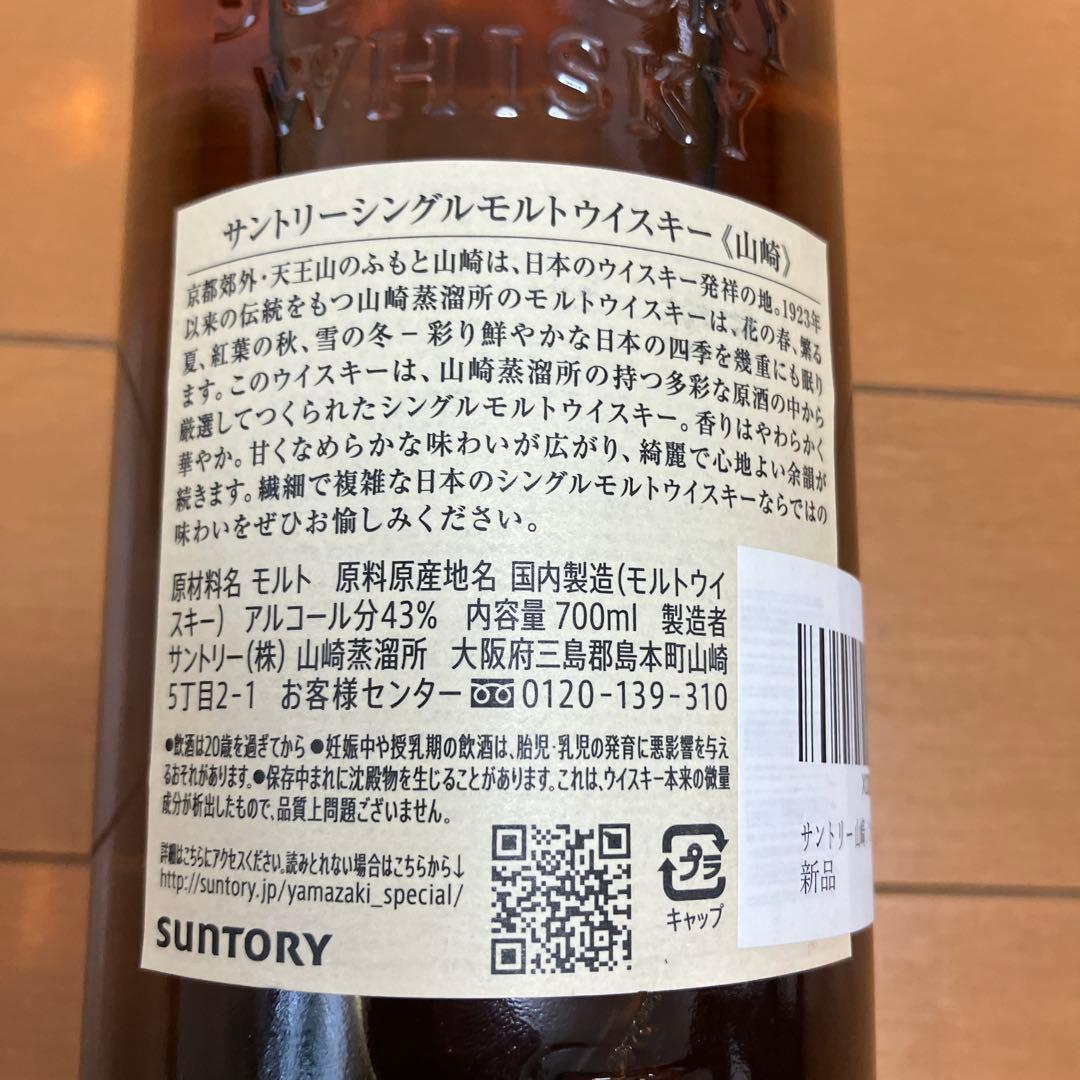 WHISKY
サントリーシングルモルトウイスキー《山崎》
京都郊外・天王山のふもと山崎は、日本のウイスキー発祥の地。1923年
以来の伝統をもつ山崎蒸溜所のモルトウイスキーは、花の春、繁る
夏、紅葉の秋、雪の冬－彩り鮮やかな日本の四季を幾重にも眠り
ます。このウイスキーは、山崎蒸溜所の持つ多彩な原酒の中から
厳選してつくられたシングルモルトウイスキー。香りはやわらかく
華やか。甘くなめらかな味わいが広がり、綺麗で心地よい余韻が
続きます。繊細で複雑な日本のシングルモルトウイスキーならではの
味わいをぜひお愉しみください。
原材料名 モルト 原料原産地名 国内製造(モルトウイ
スキー) アルコール分43% 内容量 700ml 製造者
サントリー(株) 山崎蒸溜所 大阪府三島郡島本町山崎
5丁目2-1 お客様センター 0120-139-310
●飲酒は20歳を過ぎてから ●妊娠中や授乳期の飲酒は、胎児・乳児の発育に悪影響を与え
るおそれがあります。●保存中まれに沈殿物を生じることがあります。これは、ウイスキー本来の微量
成分が析出したもので、品質上問題ございません。
詳細はこちらにアクセスください。読みとれない場合はこちらから↓
http://suntory.jp/yamazaki_special/
SUNTORY
プラ
キャップ
サントリー山崎
新品